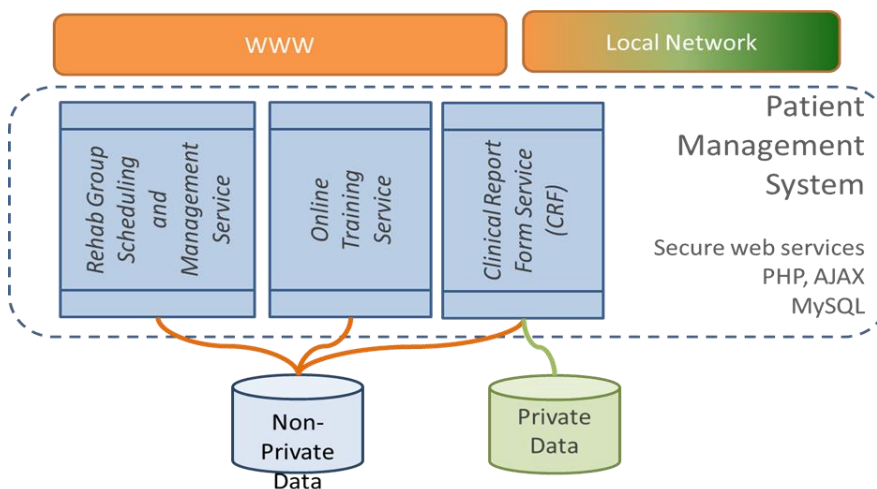 WWW
Local Network
Patient
Management
System
Secure web services
PHP, AJAX
MySQL
Rehab Group
Scheduling
and
Management
Service
Online
Training
Service
Clinical Report
Form Service
(CRF)
Non-
Private
Data
Private
Data